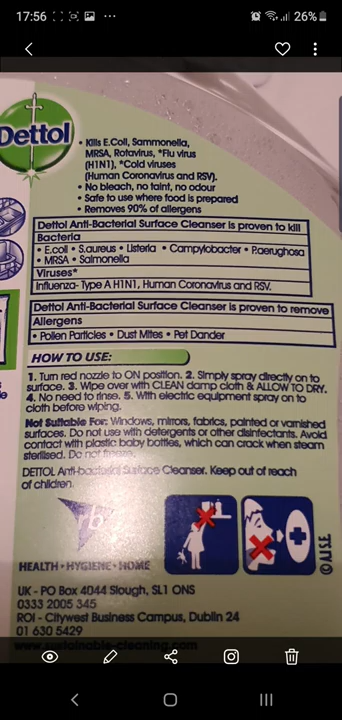 17:56
26%
Dettol
• Kills E.Coli, Sammonella,
MRSA, Rotavirus, *Flu virus
(H1N1), *Cold viruses
(Human Coronavirus and RSV).
• No bleach, no taint, no odour
• Safe to use where food is prepared
• Removes 90% of allergens
Dettol Anti-Bacterial Surface Cleanser is proven to kill
Bacteria
• E.coli • S.aureus • Listeria • Campylobacter • P.aerughosa
• MRSA • Salmonella
Viruses*
Influenza- Type A H1N1, Human Coronavirus and RSV.
Dettol Anti-Bacterial Surface Cleanser is proven to remove
Allergens
• Pollen Particles • Dust Mites • Pet Dander
HOW TO USE:
1. Turn red nozzle to ON position. 2. Simply spray directly on to
surface. 3. Wipe over with CLEAN damp cloth & ALLOW TO DRY.
4. No need to rinse. 5. With electric equipment spray on to
cloth before wiping.
Not Suitable For: Windows, mirrors, fabrics, painted or varnished
surfaces. Do not use with detergents or other disinfectants. Avoid
contact with plastic baby bottles, which can crack when steam
sterilised. Do not freeze.
DETTOL Anti-bacterial Surface Cleanser. Keep out of reach
of children.
rb
HEALTH • HYGIENE • HOME
©AISE
UK - PO Box 4044 Slough, SL1 0NS
0333 2005 345
ROI - Citywest Business Campus, Dublin 24
01 630 5429
www.sustainable-cleaning.com